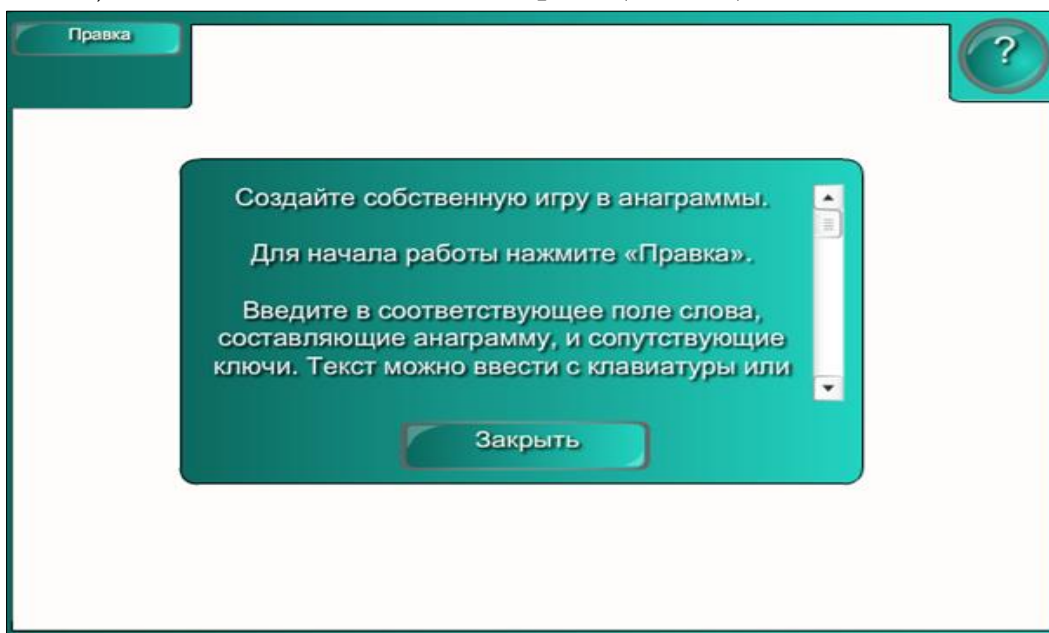 Правка
?
Создайте собственную игру в анаграммы.
Для начала работы нажмите «Правка».
Введите в соответствующее поле слова,
составляющие анаграмму, и сопутствующие
ключи. Текст можно ввести с клавиатуры или
Закрыть